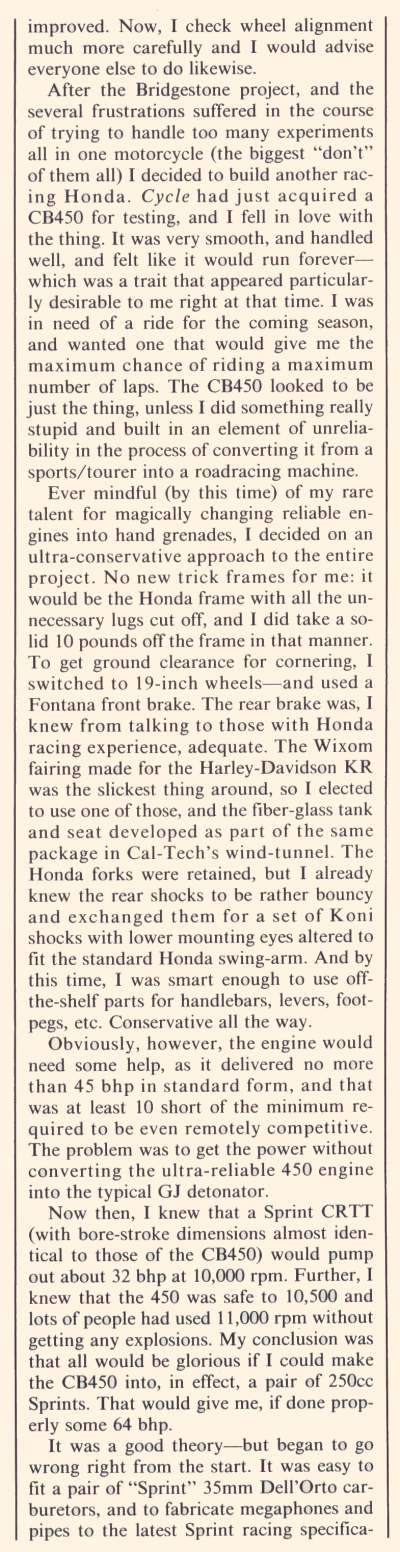 improved. Now, I check wheel alignment
much more carefully and I would advise
everyone else to do likewise.
After the Bridgestone project, and the
several frustrations suffered in the course
of trying to handle too many experiments
all in one motorcycle (the biggest “don’t”
of them all) I decided to build another rac-
ing Honda. Cycle had just acquired a
CB450 for testing, and I fell in love with
the thing. It was very smooth, and handled
well, and felt like it would run forever—
which was a trait that appeared particular-
ly desirable to me right at that time. I was
in need of a ride for the coming season,
and wanted one that would give me the
maximum chance of riding a maximum
number of laps. The CB450 looked to be
just the thing, unless I did something really
stupid and built in an element of unrelia-
bility in the process of converting it from a
sports/tourer into a roadracing machine.
Ever mindful (by this time) of my rare
talent for magically changing reliable en-
gines into hand grenades, I decided on an
ultra-conservative approach to the entire
project. No new trick frames for me: it
would be the Honda frame with all the un-
necessary lugs cut off, and I did take a so-
lid 10 pounds off the frame in that manner.
To get ground clearance for cornering, I
switched to 19-inch wheels—and used a
Fontana front brake. The rear brake was, I
knew from talking to those with Honda
racing experience, adequate. The Wixom
fairing made for the Harley-Davidson KR
was the slickest thing around, so I elected
to use one of those, and the fiber-glass tank
and seat developed as part of the same
package in Cal-Tech’s wind-tunnel. The
Honda forks were retained, but I already
knew the rear shocks to be rather bouncy
and exchanged them for a set of Koni
shocks with lower mounting eyes altered to
fit the standard Honda swing-arm. And by
this time, I was smart enough to use off-
the-shelf parts for handlebars, levers, foot-
pegs, etc. Conservative all the way.
Obviously, however, the engine would
need some help, as it delivered no more
than 45 bhp in standard form, and that
was at least 10 short of the minimum re-
quired to be even remotely competitive.
The problem was to get the power without
converting the ultra-reliable 450 engine
into the typical GJ detonator.
Now then, I knew that a Sprint CRTT
(with bore-stroke dimensions almost iden-
tical to those of the CB450) would pump
out about 32 bhp at 10,000 rpm. Further, I
knew that the 450 was safe to 10,500 and
lots of people had used 11,000 rpm without
getting any explosions. My conclusion was
that all would be glorious if I could make
the CB450 into, in effect, a pair of 250cc
Sprints. That would give me, if done prop-
erly some 64 bhp.
It was a good theory—but began to go
wrong right from the start. It was easy to
fit a pair of “Sprint” 35mm Dell’Orto car-
buretors, and to fabricate megaphones and
pipes to the latest Sprint racing specifica-